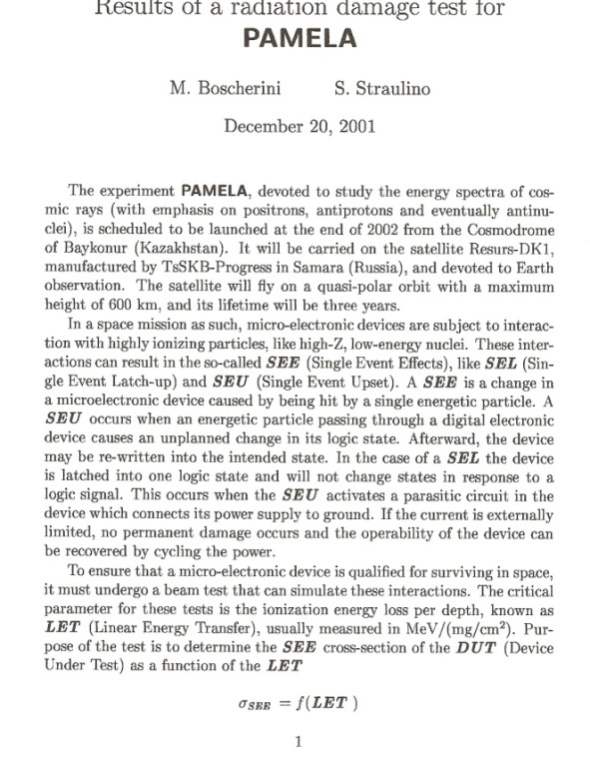 Results of a radiation damage test for
PAMELA
M. Boscherini S. Straulino
December 20, 2001
The experiment PAMELA, devoted to study the energy spectra of cos-
mic rays (with emphasis on positrons, antiprotons and eventually antinu-
clei), is scheduled to be launched at the end of 2002 from the Cosmodrome
of Baykonur (Kazakhstan). It will be carried on the satellite Resurs-DK1,
manufactured by TsSKB-Progress in Samara (Russia), and devoted to Earth
observation. The satellite will fly on a quasi-polar orbit with a maximum
height of 600 km, and its lifetime will be three years.
In a space mission as such, micro-electronic devices are subject to interac-
tion with highly ionizing particles, like high-Z, low-energy nuclei. These inter-
actions can result in the so-called SEE (Single Event Effects), like SEL (Sin-
gle Event Latch-up) and SEU (Single Event Upset). A SEE is a change in
a microelectronic device caused by being hit by a single energetic particle. A
SEU occurs when an energetic particle passing through a digital electronic
device causes an unplanned change in its logic state. Afterward, the device
may be re-written into the intended state. In the case of a SEL the device
is latched into one logic state and will not change states in response to a
logic signal. This occurs when the SEU activates a parasitic circuit in the
device which connects its power supply to ground. If the current is externally
limited, no permanent damage occurs and the operability of the device can
be recovered by cycling the power.
To ensure that a micro-electronic device is qualified for surviving in space,
it must undergo a beam test that can simulate these interactions. The critical
parameter for these tests is the ionization energy loss per depth, known as
LET (Linear Energy Transfer), usually measured in MeV/(mg/cm²). Pur-
pose of the test is to determine the SEE cross-section of the DUT (Device
Under Test) as a function of the LET
σSEE = f(LET )
1